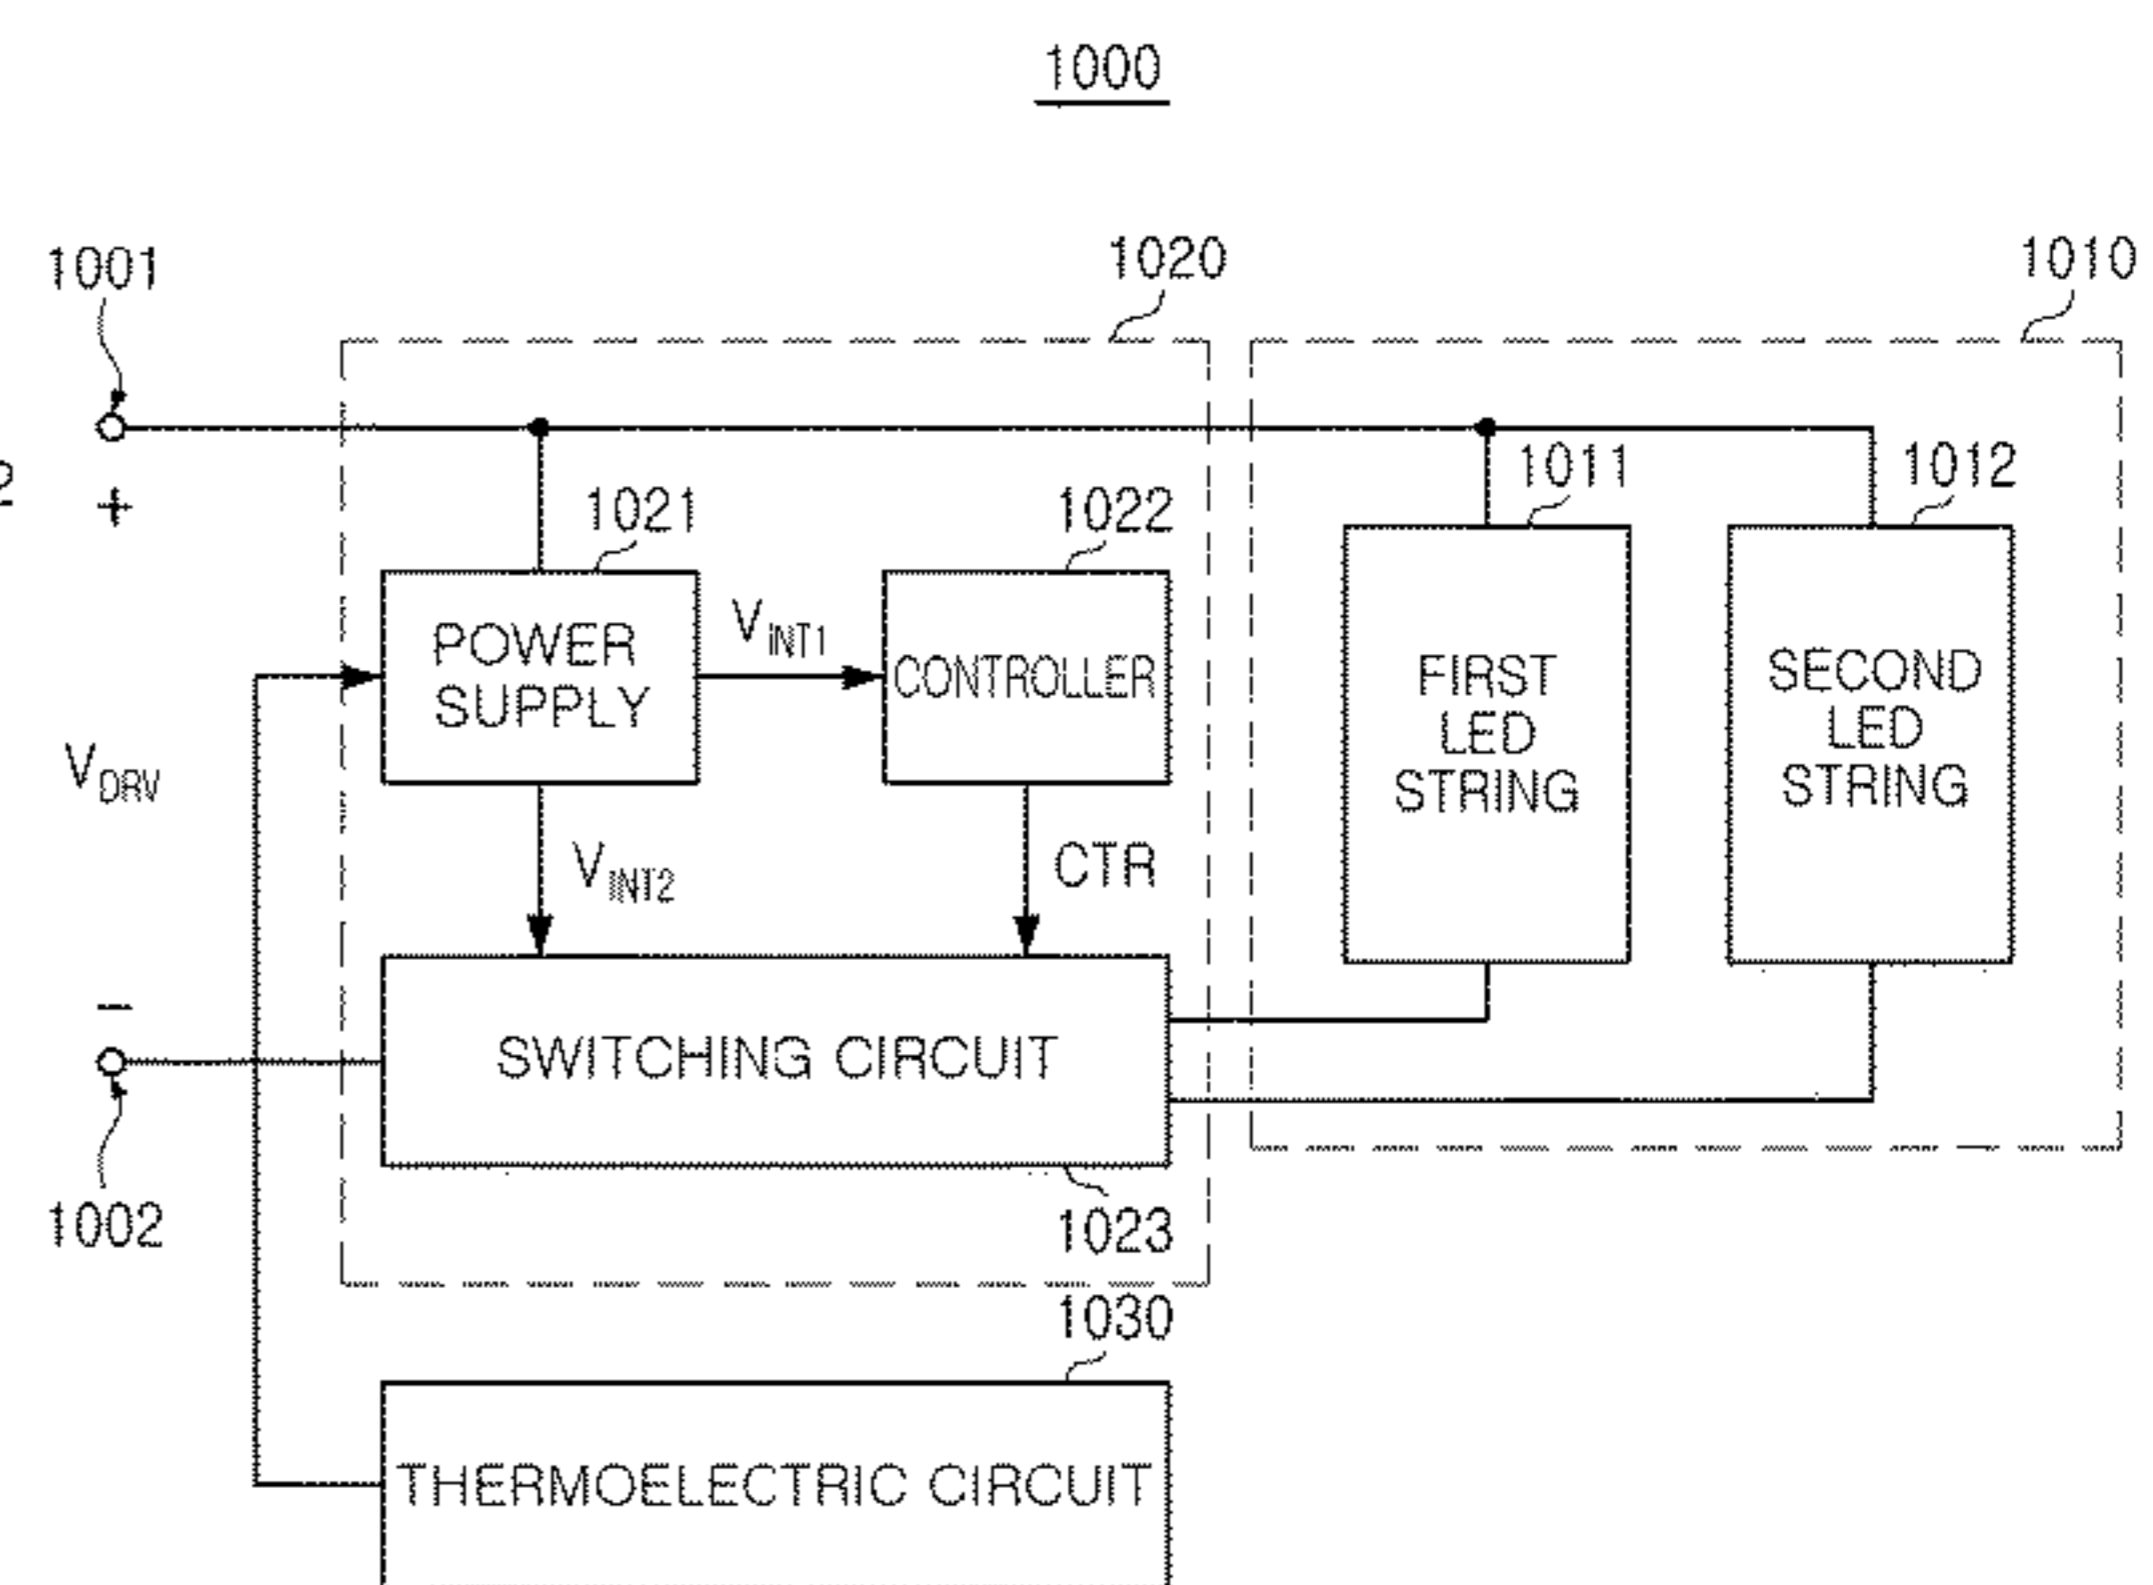 1000
1001
1020
1010
2
+
1021
1022
1011
1012
POWER
SUPPLY
VINT1
CONTROLLER
FIRST
LED
STRING
SECOND
LED
STRING
VDRV
VINT2
CTR
−
SWITCHING CIRCUIT
1002
1023
1030
THERMOELECTRIC CIRCUIT